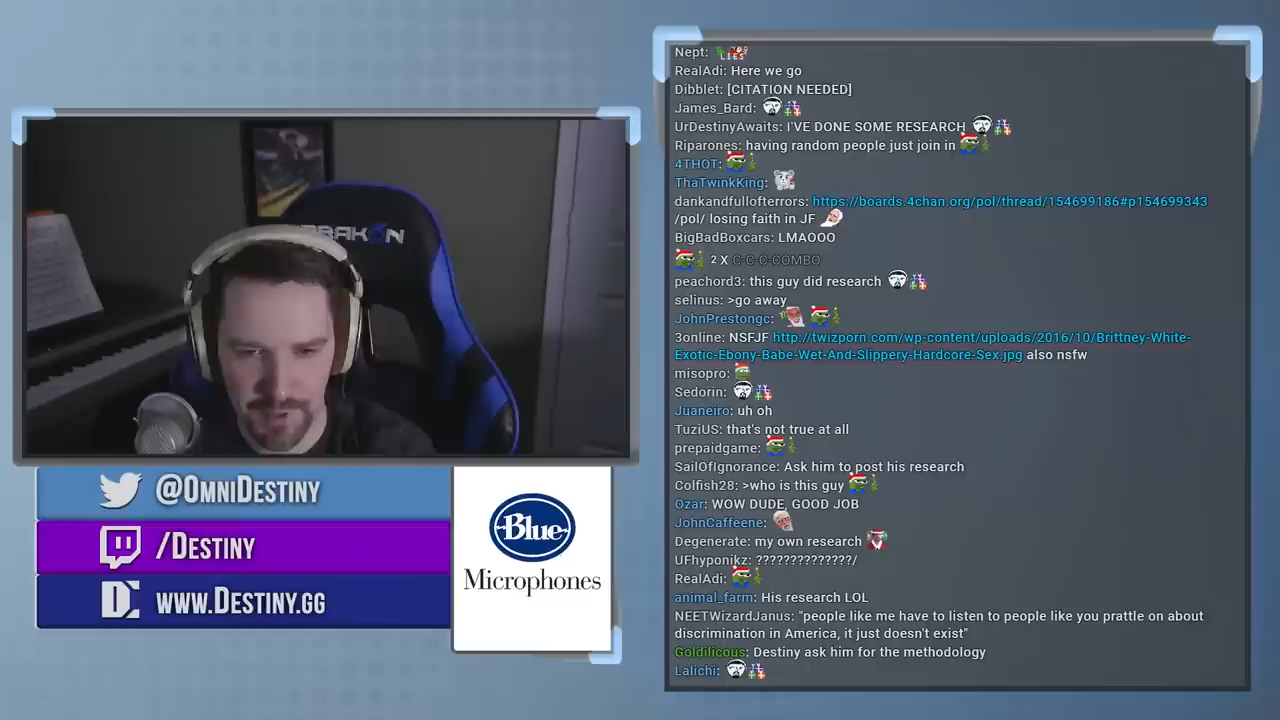 RAKON
@OmniDestiny
/Destiny
www.Destiny.gg
Blue
Microphones
Nept: LIES
RealAdi: Here we go
Dibblet: [CITATION NEEDED]
James_Bard:
UrDestinyAwaits: I'VE DONE SOME RESEARCH
Riparones: having random people just join in
4THOT:
ThaTwinkKing:
dankandfullofterrors: https://boards.4chan.org/pol/thread/154699186#p154699343
/pol/ losing faith in JF
BigBadBoxcars: LMAOOO
2 X C-C-C-COMBO
peachord3: this guy did research
selinus: >go away
JohnPrestongc:
3online: NSFJF http://twizporn.com/wp-content/uploads/2016/10/Brittney-White-
Exotic-Ebony-Babe-Wet-And-Slippery-Hardcore-Sex.jpg also nsfw
misopro:
Sedorin:
Juaneiro: uh oh
TuziUS: that's not true at all
prepaidgame:
SailOfIgnorance: Ask him to post his research
Colfish28: >who is this guy
Ozar: WOW DUDE, GOOD JOB
JohnCaffeene:
Degenerate: my own research
UFhyponikz: ??????????????/
RealAdi:
animal_farm: His research LOL
NEETWizardJanus: "people like me have to listen to people like you prattle on about
discrimination in America, it just doesn't exist"
Goldilicous: Destiny ask him for the methodology
Lalichi: